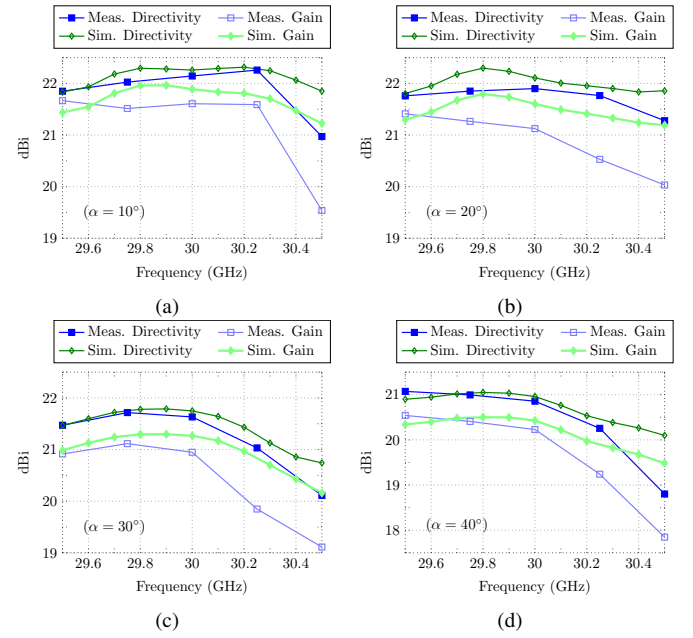 Meas. Directivity Meas. Gain
Sim. Directivity Sim. Gain
22
21
20
19
dBi
(α = 10°)
29.6 29.8 30 30.2 30.4
Frequency (GHz)
(a)
Meas. Directivity Meas. Gain
Sim. Directivity Sim. Gain
22
21
20
19
dBi
(α = 20°)
29.6 29.8 30 30.2 30.4
Frequency (GHz)
(b)
Meas. Directivity Meas. Gain
Sim. Directivity Sim. Gain
22
21
20
19
dBi
(α = 30°)
29.6 29.8 30 30.2 30.4
Frequency (GHz)
(c)
Meas. Directivity Meas. Gain
Sim. Directivity Sim. Gain
21
20
19
18
dBi
(α = 40°)
29.6 29.8 30 30.2 30.4
Frequency (GHz)
(d)